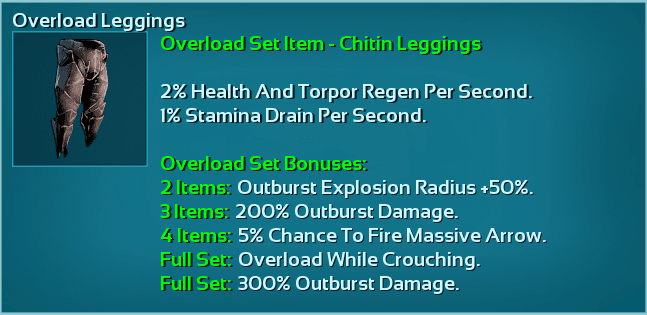 Overload Leggings
Overload Set Item - Chitin Leggings
2% Health And Torpor Regen Per Second.
1% Stamina Drain Per Second.
Overload Set Bonuses:
2 Items: Outburst Explosion Radius +50%.
3 Items: 200% Outburst Damage.
4 Items: 5% Chance To Fire Massive Arrow.
Full Set: Overload While Crouching.
Full Set: 300% Outburst Damage.